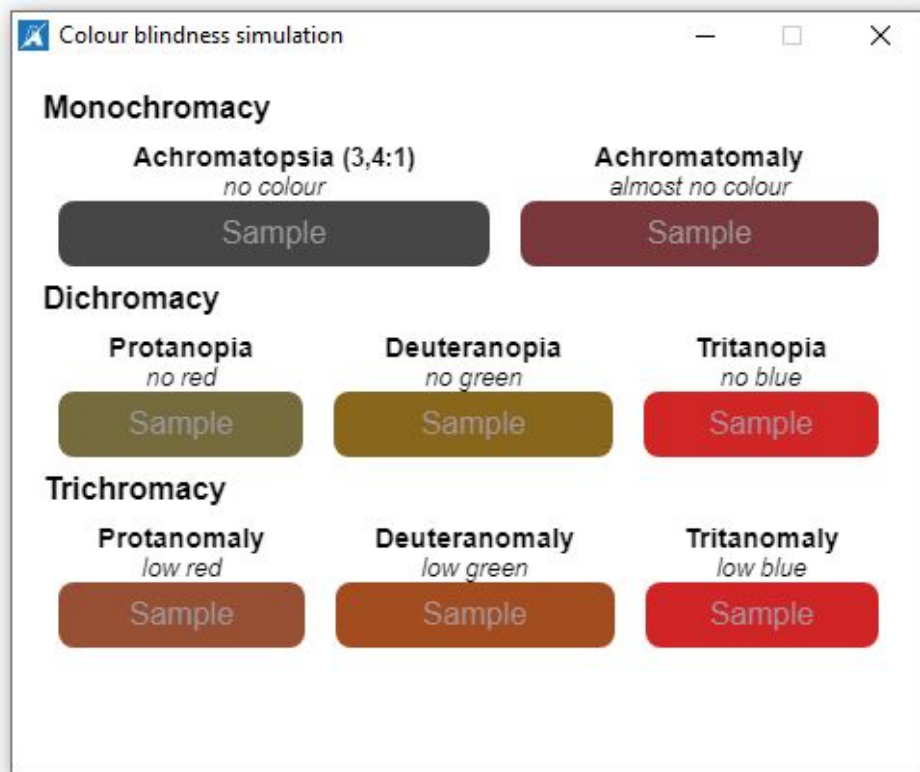 Colour blindness simulation
Monochromacy
Achromatopsia (3,4:1) Achromatomaly
no colour almost no colour
Sample Sample
Dichromacy
Protanopia Deuteranopia Tritanopia
no red no green no blue
Sample Sample Sample
Trichromacy
Protanomaly Deuteranomaly Tritanomaly
low red low green low blue
Sample Sample Sample